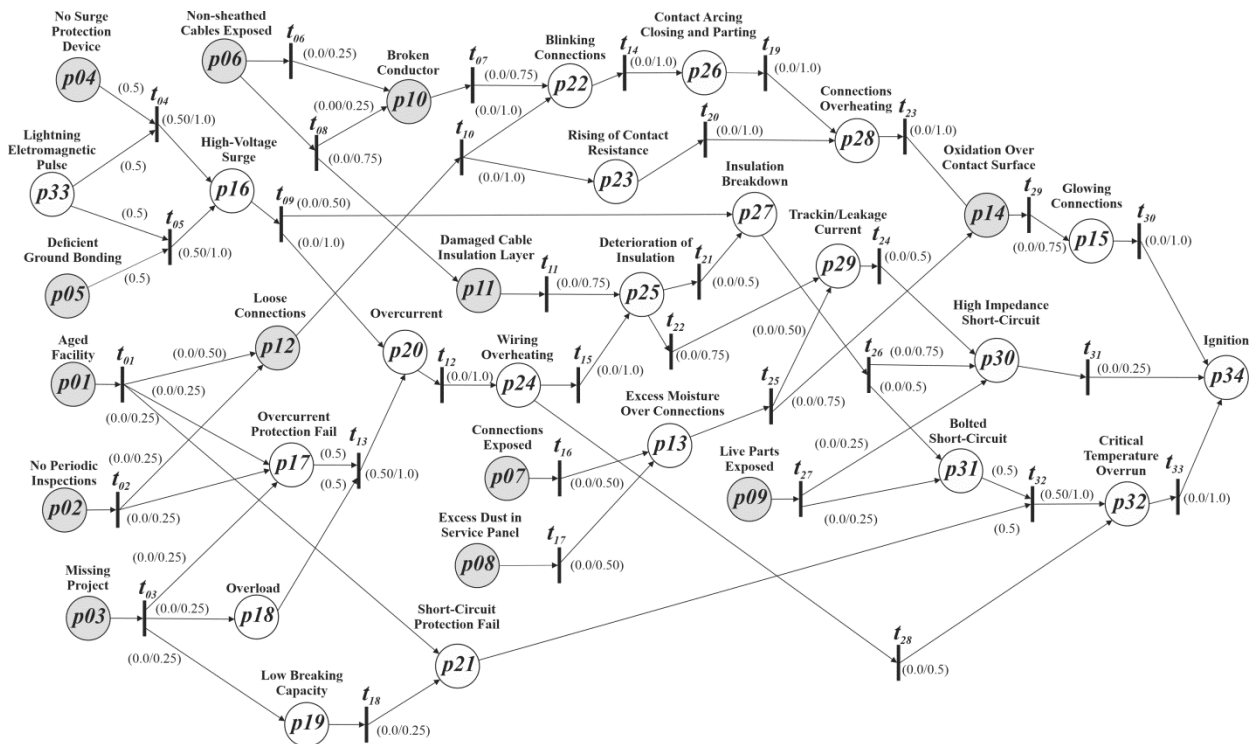 No Surge
Protection
Device
p04
(0.5)
t04
(0.50/1.0)
Lightning
Eletromagnetic
Pulse
p33
(0.5)
(0.5)
t05
(0.50/1.0)
Deficient
Ground Bonding
p05
(0.5)
High-Voltage
Surge
p16
Non-sheathed
Cables Exposed
p06
t06
(0.0/0.25)
t08
(0.00/0.25)
(0.0/0.75)
Broken
Conductor
p10
t07
(0.0/0.75)
(0.0/1.0)
t10
(0.0/1.0)
Blinking
Connections
p22
t14
(0.0/1.0)
Contact Arcing
Closing and Parting
p26
t19
(0.0/1.0)
Rising of Contact
Resistance
p23
t20
(0.0/1.0)
Connections
Overheating
p28
t23
(0.0/1.0)
Oxidation Over
Contact Surface
p14
t29
(0.0/0.75)
Glowing
Connections
p15
t30
(0.0/1.0)
t09
(0.0/0.50)
(0.0/1.0)
Insulation
Breakdown
p27
Damaged Cable
Insulation Layer
p11
t11
(0.0/0.75)
Deterioration of
Insulation
p25
t21
(0.0/0.5)
t22
(0.0/0.75)
Trackin/Leakage
Current
p29
t24
(0.0/0.5)
(0.0/0.50)
t25
(0.0/0.75)
High Impedance
Short-Circuit
p30
t26
(0.0/0.75)
(0.0/0.5)
t31
(0.0/0.25)
Ignition
p34
Aged
Facility
p01
t01
(0.0/0.50)
(0.0/0.25)
(0.0/0.25)
Loose
Connections
p12
Overcurrent
p20
t12
(0.0/1.0)
Wiring
Overheating
p24
t15
(0.0/1.0)
Overcurrent
Protection Fail
p17
(0.5)
(0.5)
t13
(0.50/1.0)
No Periodic
Inspections
p02
t02
(0.0/0.25)
(0.0/0.25)
Connections
Exposed
p07
t16
(0.0/0.50)
Excess Moisture
Over Connections
p13
Excess Dust in
Service Panel
p08
t17
(0.0/0.50)
Live Parts
Exposed
p09
t27
(0.0/0.25)
(0.0/0.25)
Bolted
Short-Circuit
p31
(0.5)
t32
(0.50/1.0)
(0.5)
Critical
Temperature
Overrun
p32
t33
(0.0/1.0)
Missing
Project
p03
t03
(0.0/0.25)
(0.0/0.25)
(0.0/0.25)
Overload
p18
Short-Circuit
Protection Fail
p21
Low Breaking
Capacity
p19
t18
(0.0/0.25)
t28
(0.0/0.5)